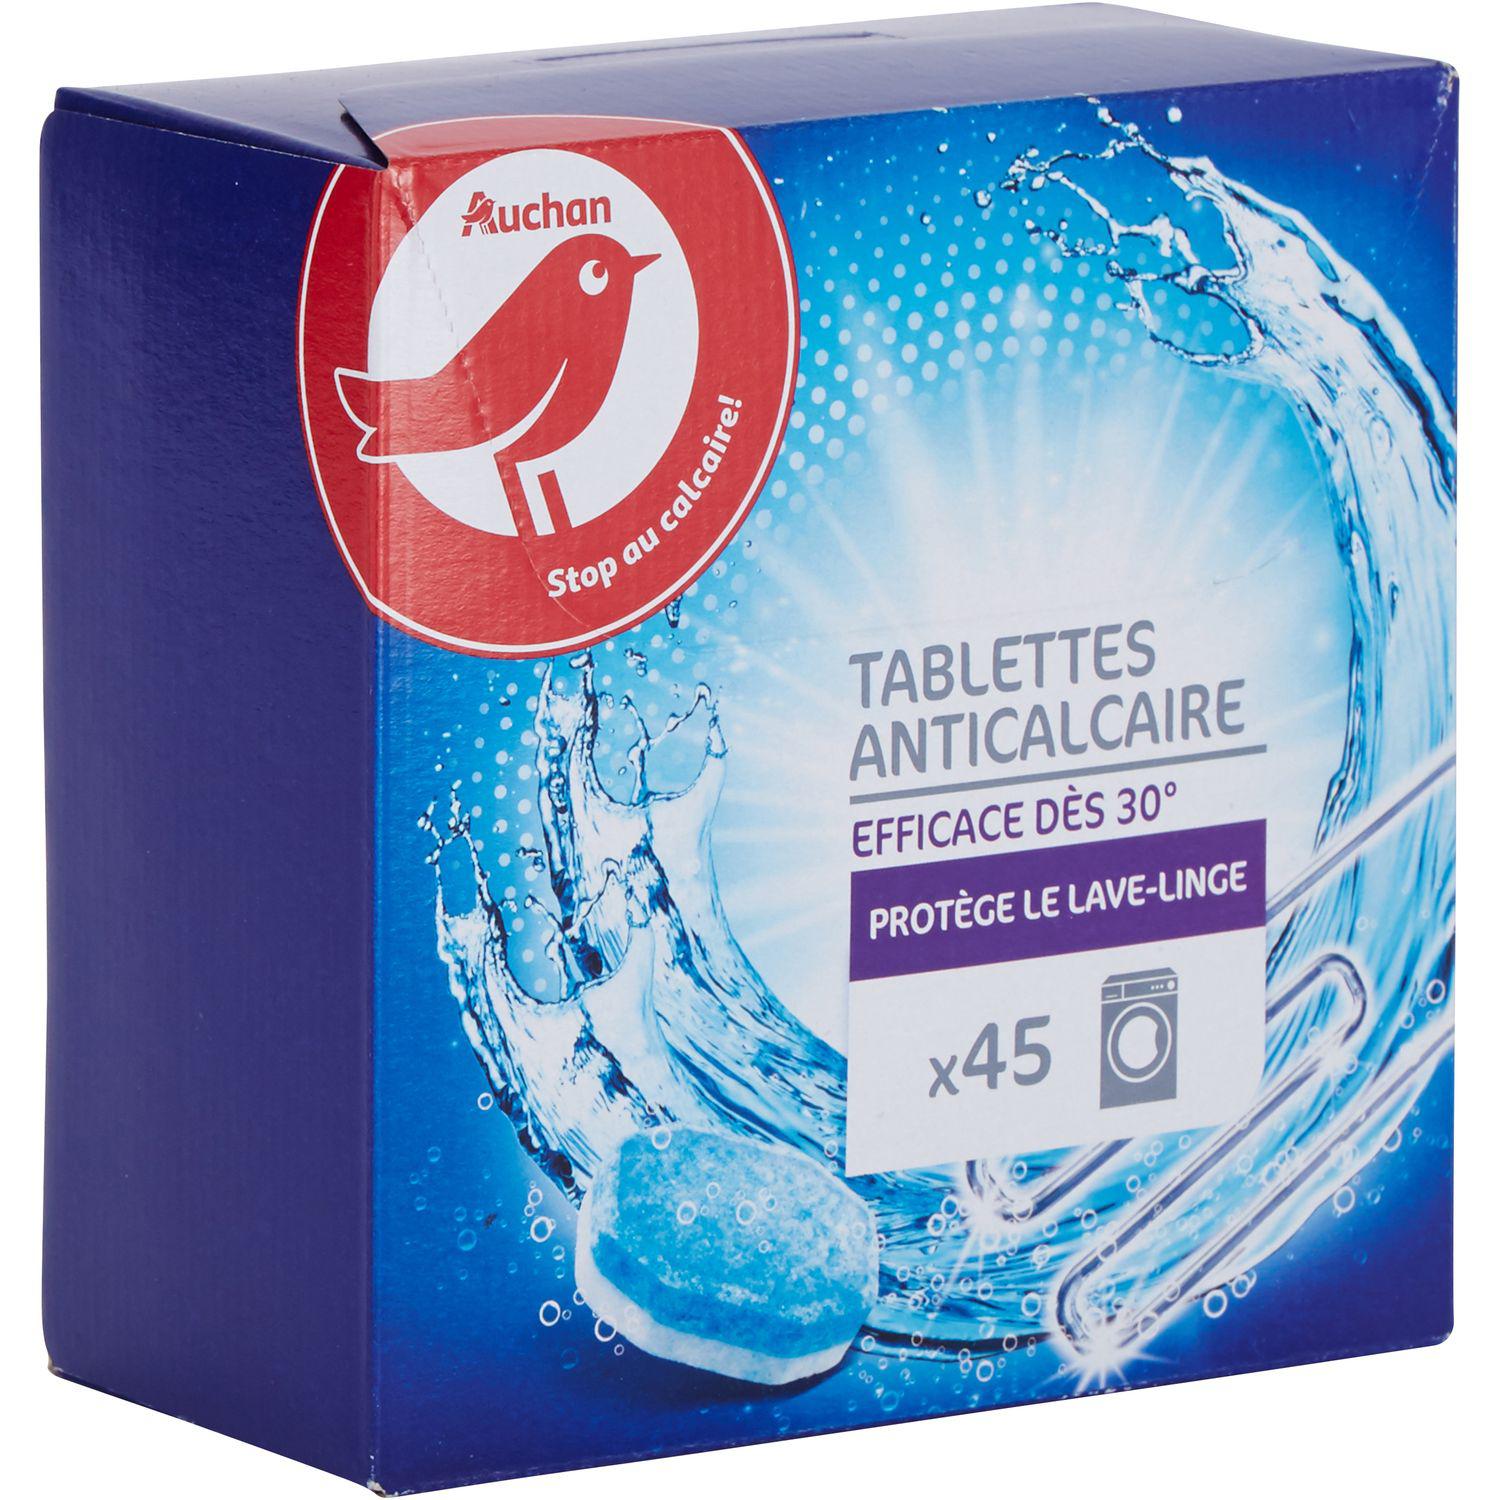 Auchan
Stop au calcaire!
TABLETTES
ANTICALCAIRE
EFFICACE DÈS 30°
PROTÈGE LE LAVE-LINGE
x45